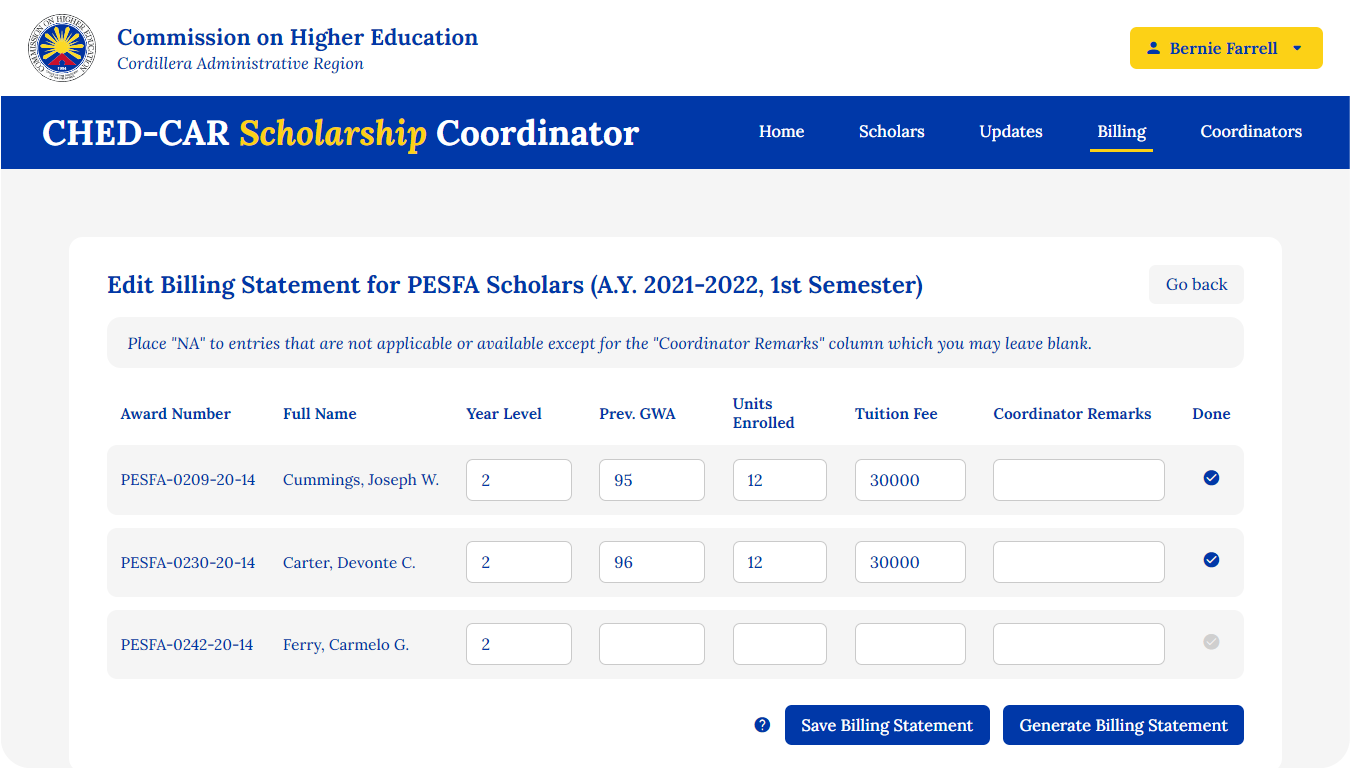 COMMISSION ON HIGHER EDUCATION
1994
Commission on Higher Education
Cordillera Administrative Region
Bernie Farrell
CHED-CAR Scholarship Coordinator
Home
Scholars
Updates
Billing
Coordinators
Edit Billing Statement for PESFA Scholars (A.Y. 2021-2022, 1st Semester)
Go back
Place "NA" to entries that are not applicable or available except for the "Coordinator Remarks" column which you may leave blank.
Award Number Full Name Year Level Prev. GWA Units Enrolled Tuition Fee Coordinator Remarks Done
PESFA-0209-20-14 Cummings, Joseph W. 2 95 12 30000
PESFA-0230-20-14 Carter, Devonte C. 2 96 12 30000
PESFA-0242-20-14 Ferry, Carmelo G. 2
? Save Billing Statement Generate Billing Statement